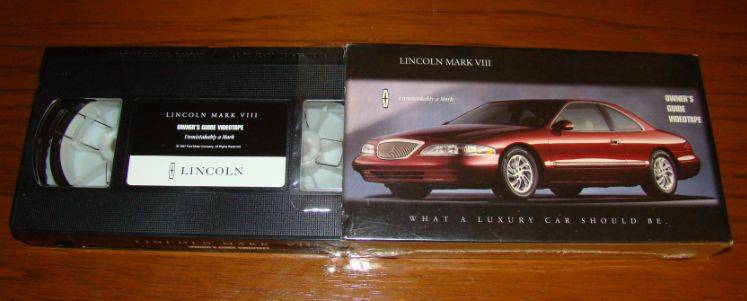 LINCOLN MARK VIII
OWNER'S GUIDE VIDEOTAPE
Unmistakably a Mark
LINCOLN
LINCOLN MARK VIII
LINCOLN MARK VIII
Unmistakably a Mark
OWNER'S
GUIDE
VIDEOTAPE
WHAT A LUXURY CAR SHOULD BE.